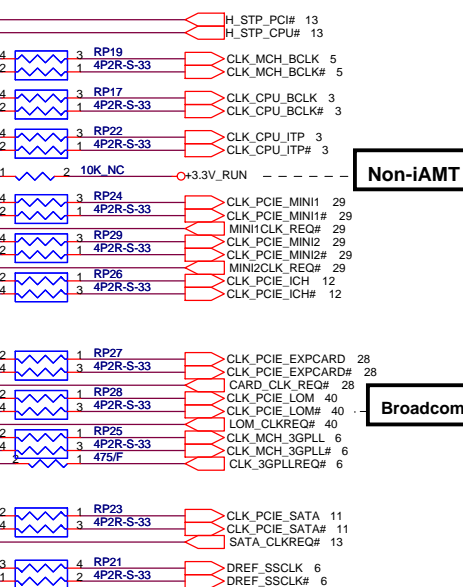 H_STP_PCI# 13
H_STP_CPU# 13
4 3 RP19 CLK_MCH_BCLK 5
2 1 4P2R-S-33 CLK_MCH_BCLK# 5
4 3 RP17 CLK_CPU_BCLK 3
2 1 4P2R-S-33 CLK_CPU_BCLK# 3
4 3 RP22 CLK_CPU_ITP 3
2 1 4P2R-S-33 CLK_CPU_ITP# 3
1 2 10K_NC +3.3V_RUN Non-iAMT
4 3 RP24 CLK_PCIE_MINI1 29
2 1 4P2R-S-33 CLK_PCIE_MINI1# 29
MINI1CLK_REQ# 29
4 3 RP29 CLK_PCIE_MINI2 29
2 1 4P2R-S-33 CLK_PCIE_MINI2# 29
MINI2CLK_REQ# 29
2 1 RP26 CLK_PCIE_ICH 12
4 3 4P2R-S-33 CLK_PCIE_ICH# 12
2 1 RP27 CLK_PCIE_EXPCARD 28
4 3 4P2R-S-33 CLK_PCIE_EXPCARD# 28
CARD_CLK_REQ# 28
2 1 RP28 CLK_PCIE_LOM 40
4 3 4P2R-S-33 CLK_PCIE_LOM# 40 Broadcom
LOM_CLKREQ# 40
2 1 RP25 CLK_MCH_3GPLL 6
4 3 4P2R-S-33 CLK_MCH_3GPLL# 6
2 1 475/F CLK_3GPLLREQ# 6
2 1 RP23 CLK_PCIE_SATA 11
4 3 4P2R-S-33 CLK_PCIE_SATA# 11
SATA_CLKREQ# 13
3 4 RP21 DREF_SSCLK 6
1 2 4P2R-S-33 DREF_SSCLK# 6